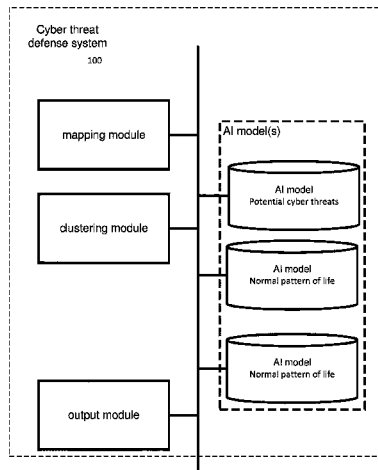 Cyber threat
defense system
100
mapping module
clustering module
output module
AI model(s)
AI model
Potential cyber threats
AI model
Normal pattern of life
AI model
Normal pattern of life